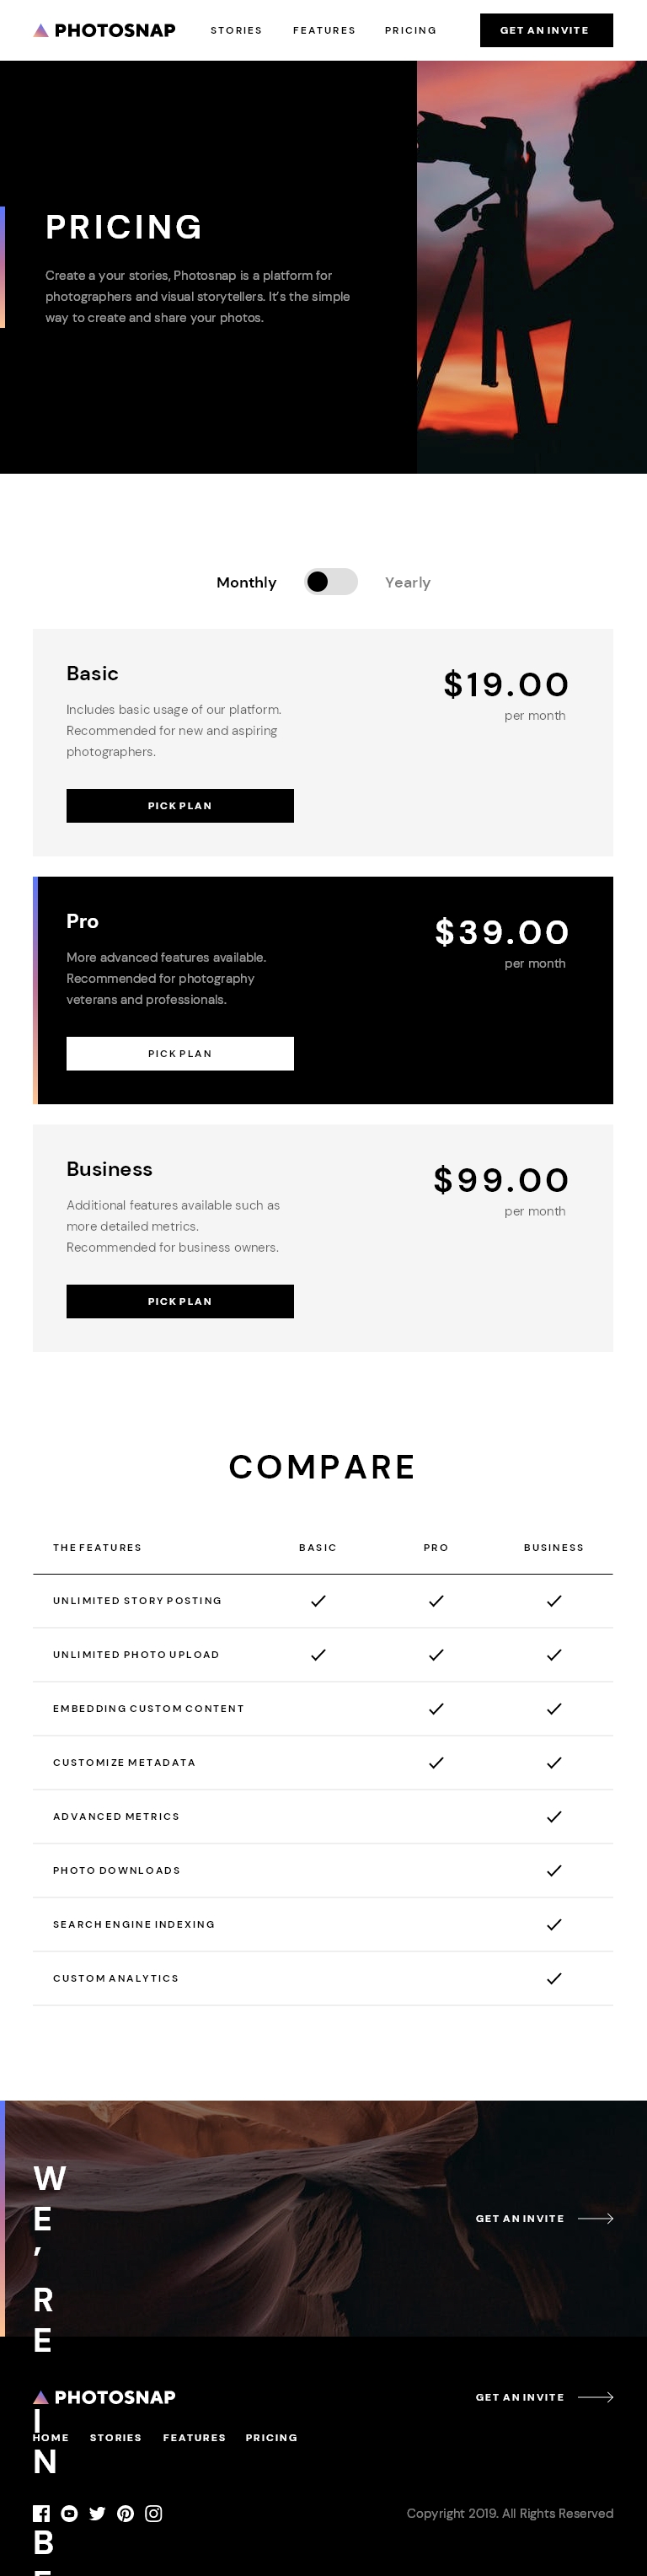 PHOTOSNAP
STORIES
FEATURES
PRICING
GET AN INVITE
PRICING
Create a your stories, Photosnap is a platform for
photographers and visual storytellers. It’s the simple
way to create and share your photos.
Monthly
Yearly
Basic
Includes basic usage of our platform.
Recommended for new and aspiring
photographers.
$19.00
per month
PICK PLAN
Pro
More advanced features available.
Recommended for photography
veterans and professionals.
$39.00
per month
PICK PLAN
Business
Additional features available such as
more detailed metrics.
Recommended for business owners.
$99.00
per month
PICK PLAN
COMPARE
THE FEATURES BASIC PRO BUSINESS
UNLIMITED STORY POSTING
UNLIMITED PHOTO UPLOAD
EMBEDDING CUSTOM CONTENT
CUSTOMIZE METADATA
ADVANCED METRICS
PHOTO DOWNLOADS
SEARCH ENGINE INDEXING
CUSTOM ANALYTICS
W
E
’
R
E
I
N
B
GET AN INVITE
PHOTOSNAP
GET AN INVITE
HOME
STORIES
FEATURES
PRICING
Copyright 2019. All Rights Reserved